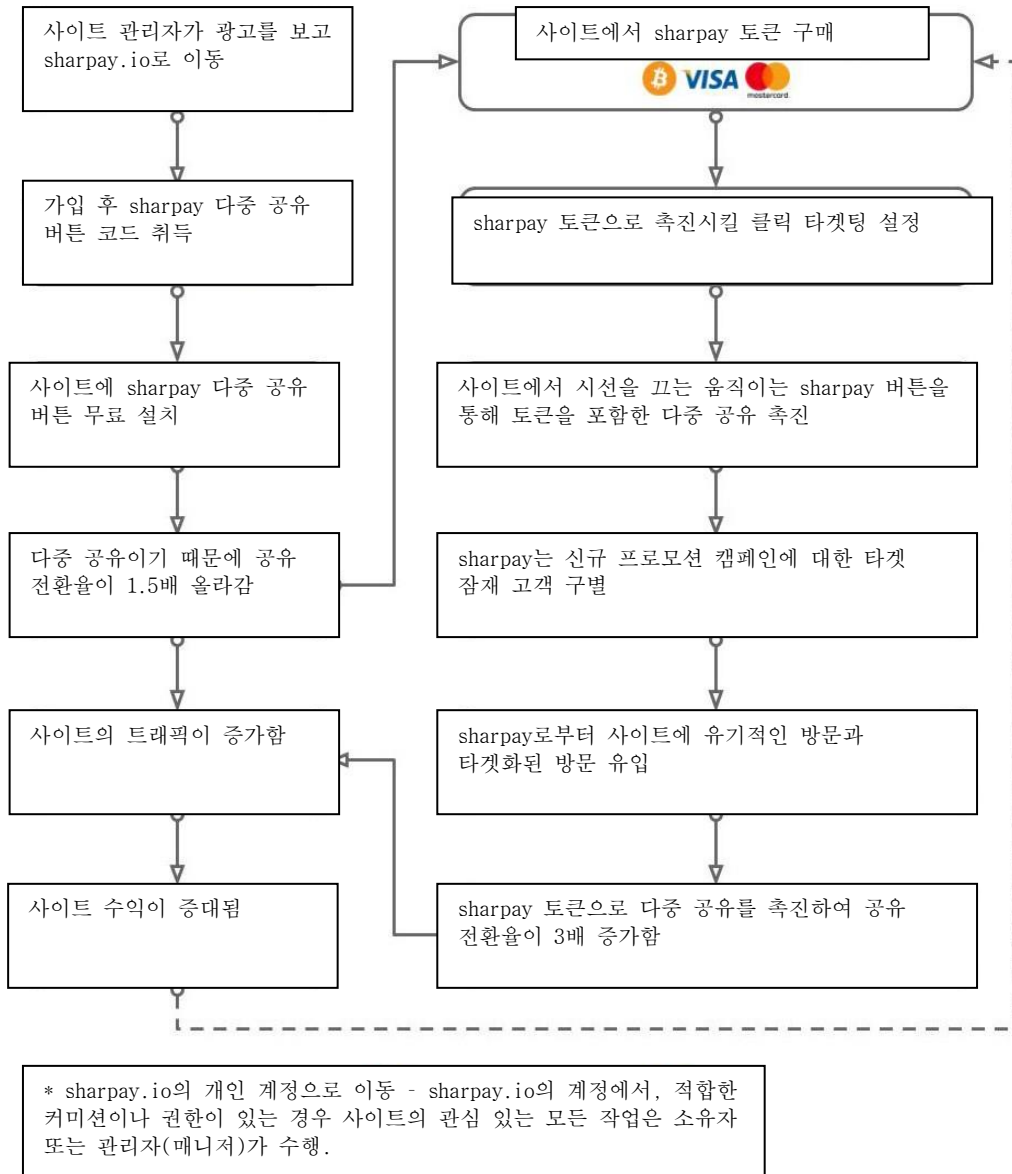 사이트 관리자가 광고를 보고
sharpay.io로 이동
가입 후 sharpay 다중 공유
버튼 코드 취득
사이트에 sharpay 다중 공유
버튼 무료 설치
다중 공유이기 때문에 공유
전환율이 1.5배 올라감
사이트의 트래픽이 증가함
사이트 수익이 증대됨
사이트에서 sharpay 토큰 구매
VISA
mastercard
sharpay 토큰으로 촉진시킬 클릭 타겟팅 설정
사이트에서 시선을 끄는 움직이는 sharpay 버튼을
통해 토큰을 포함한 다중 공유 촉진
sharpay는 신규 프로모션 캠페인에 대한 타겟
잠재 고객 구별
sharpay로부터 사이트에 유기적인 방문과
타겟화된 방문 유입
sharpay 토큰으로 다중 공유를 촉진하여 공유
전환율이 3배 증가함
* sharpay.io의 개인 계정으로 이동 - sharpay.io의 계정에서, 적합한
커미션이나 권한이 있는 경우 사이트의 관심 있는 모든 작업은 소유자
또는 관리자(매니저)가 수행.